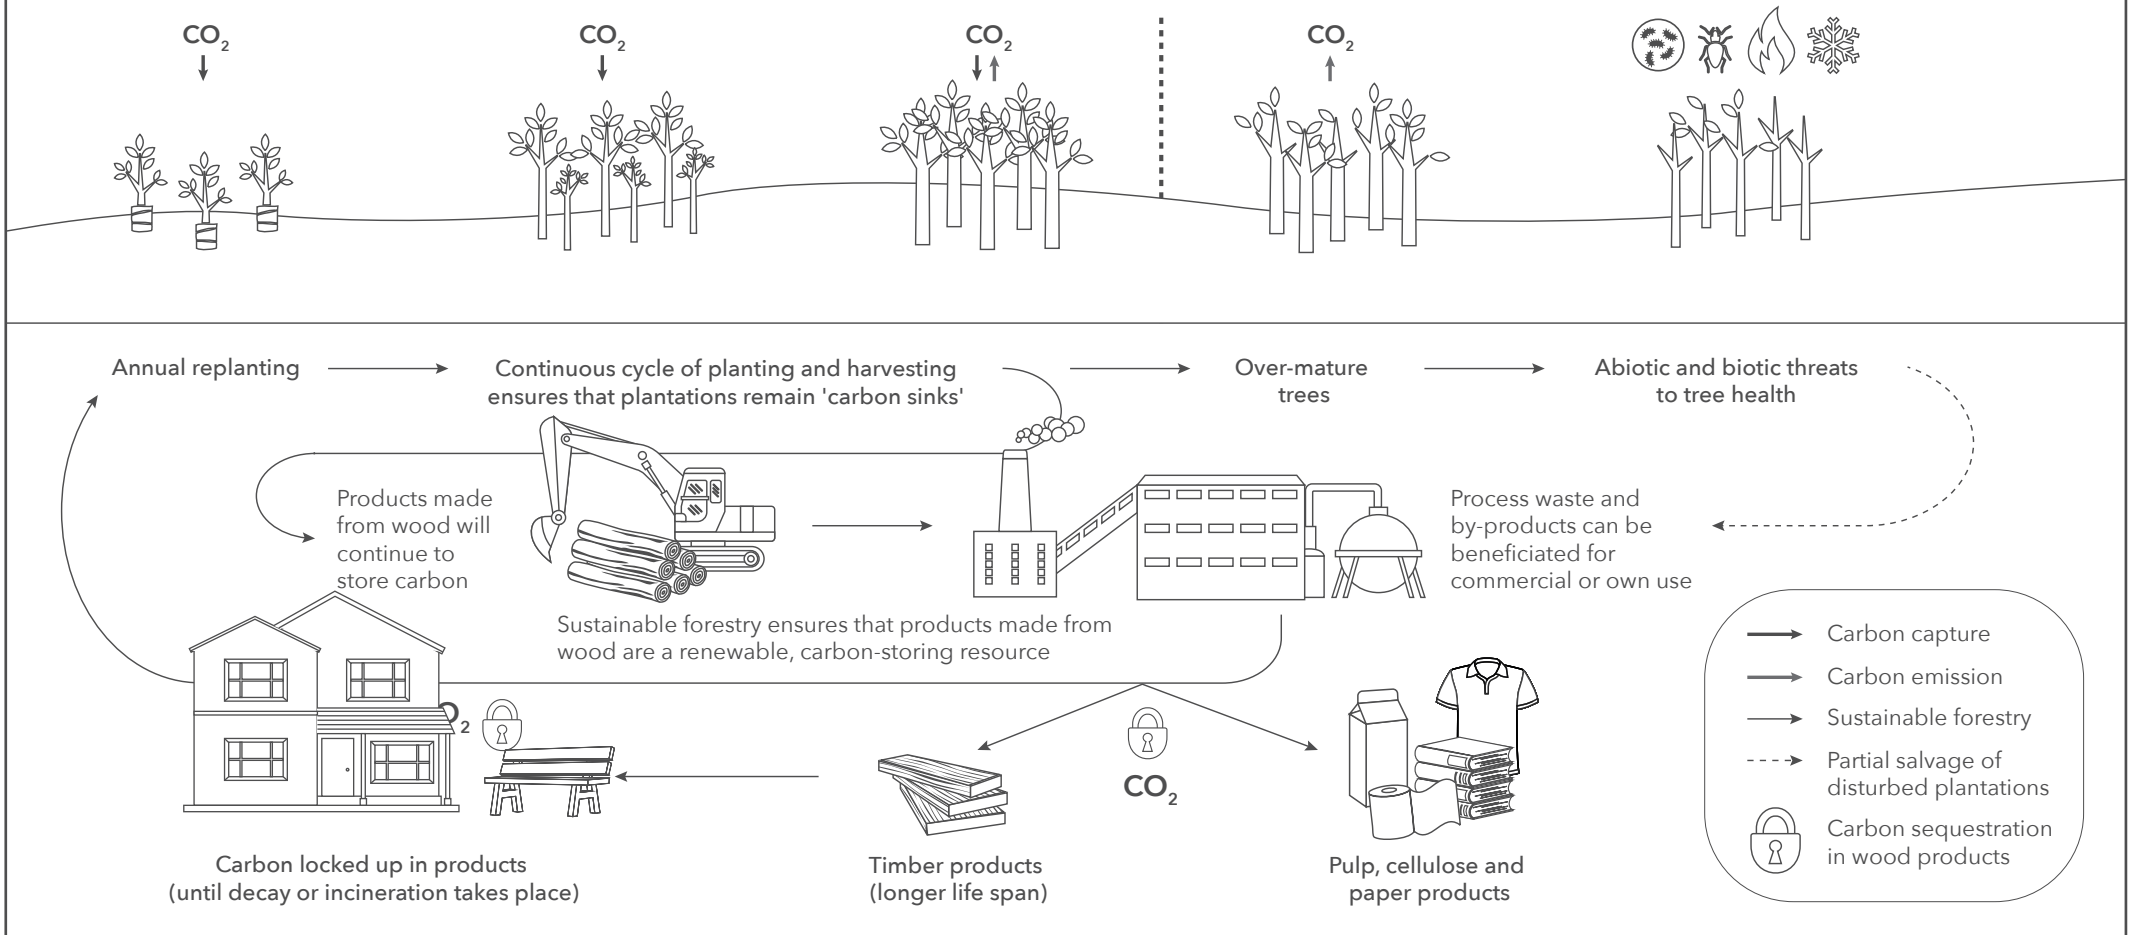 CO2
CO2
CO2
CO2
Annual replanting
Continuous cycle of planting and harvesting
ensures that plantations remain 'carbon sinks'
Over-mature
trees
Abiotic and biotic threats
to tree health
Products made
from wood will
continue to
store carbon
Process waste and
by-products can be
beneficiated for
commercial or own use
Sustainable forestry ensures that products made from
wood are a renewable, carbon-storing resource
O2
CO2
Carbon locked up in products
(until decay or incineration takes place)
Timber products
(longer life span)
Pulp, cellulose and
paper products
Carbon capture
Carbon emission
Sustainable forestry
Partial salvage of
disturbed plantations
Carbon sequestration
in wood products